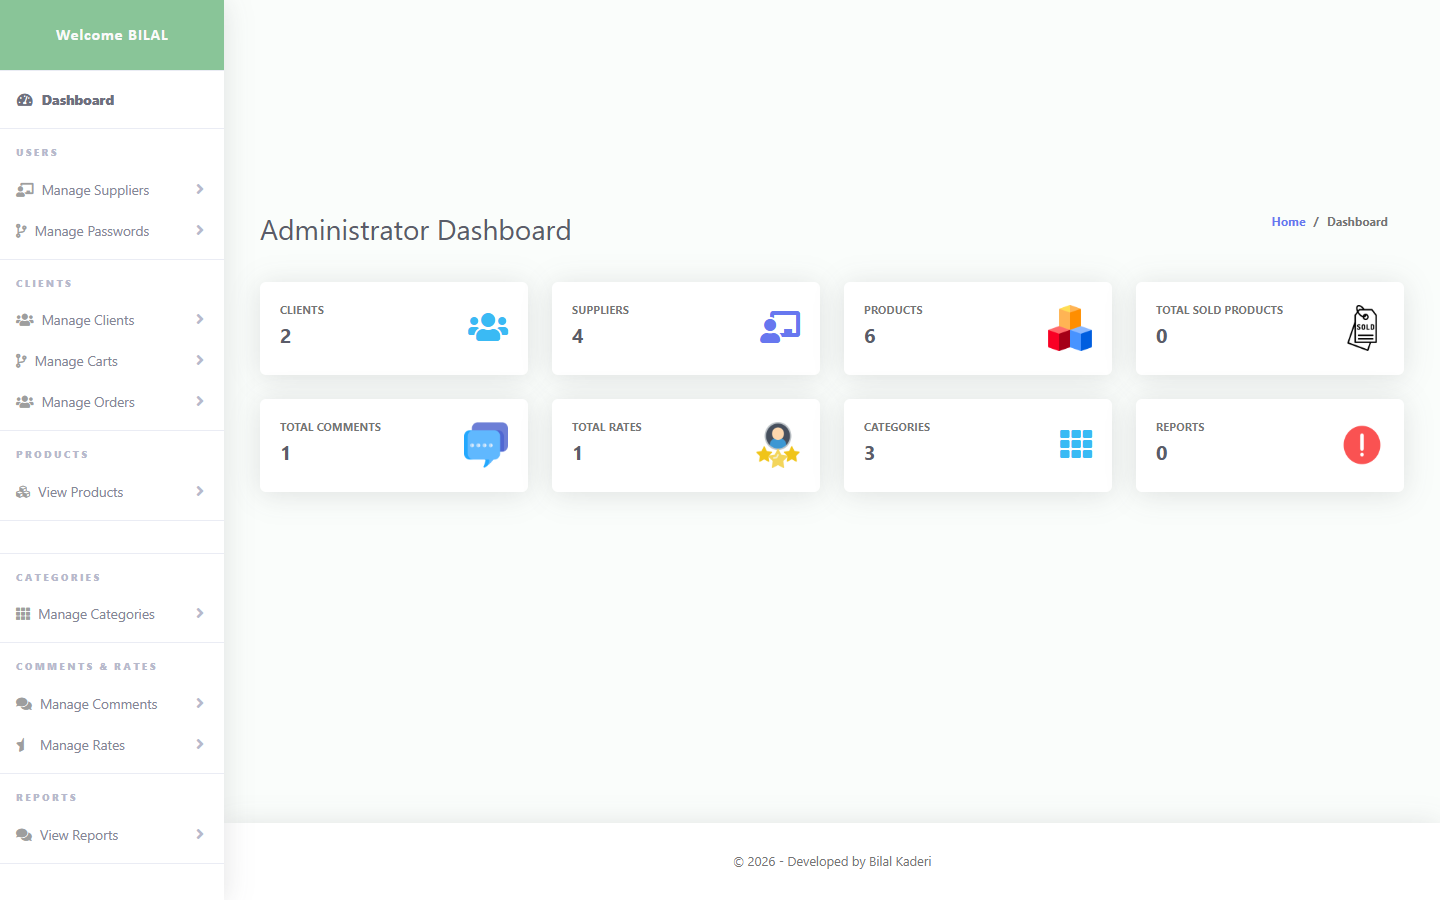 Welcome BILAL
Dashboard
USERS
Manage Suppliers
Manage Passwords
CLIENTS
Manage Clients
Manage Carts
Manage Orders
PRODUCTS
View Products
CATEGORIES
Manage Categories
COMMENTS & RATES
Manage Comments
Manage Rates
REPORTS
View Reports
Administrator Dashboard
Home / Dashboard
CLIENTS
2
SUPPLIERS
4
PRODUCTS
6
TOTAL SOLD PRODUCTS
0
SOLD
TOTAL COMMENTS
1
TOTAL RATES
1
CATEGORIES
3
REPORTS
0
© 2026 - Developed by Bilal Kaderi